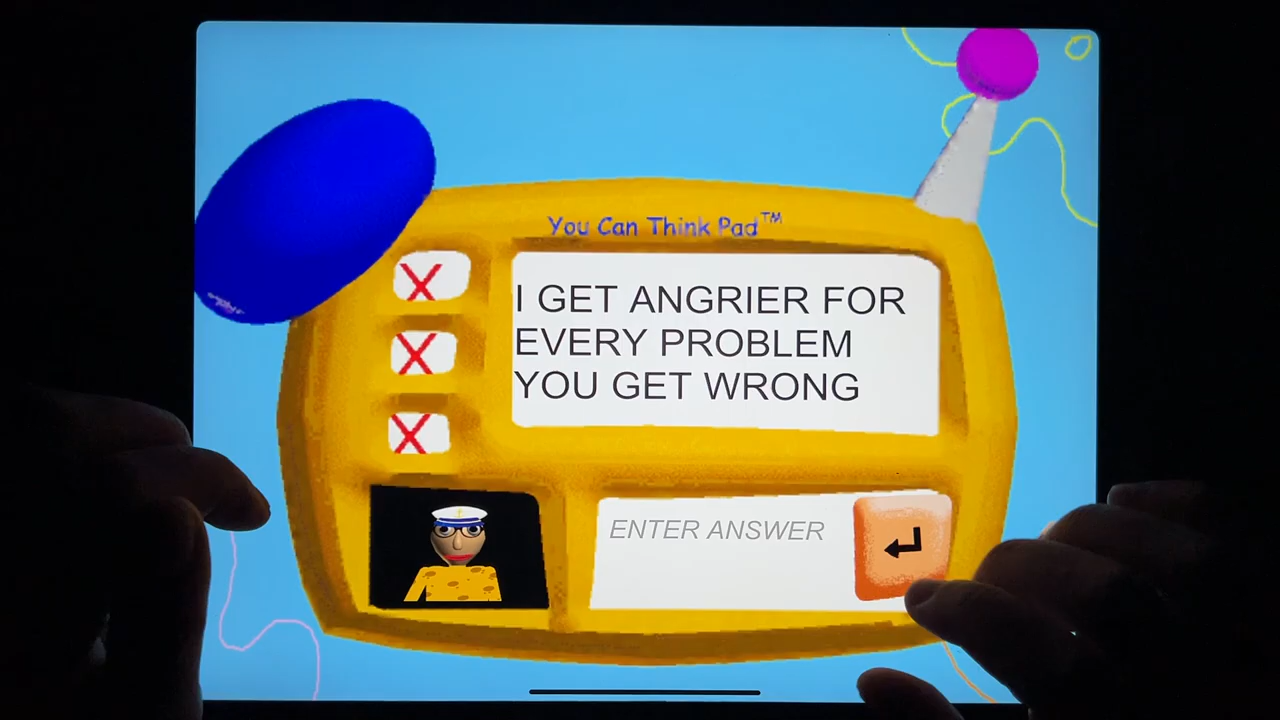 You Can Think Pad™
X
X
X
I GET ANGRIER FOR
EVERY PROBLEM
YOU GET WRONG
ENTER ANSWER